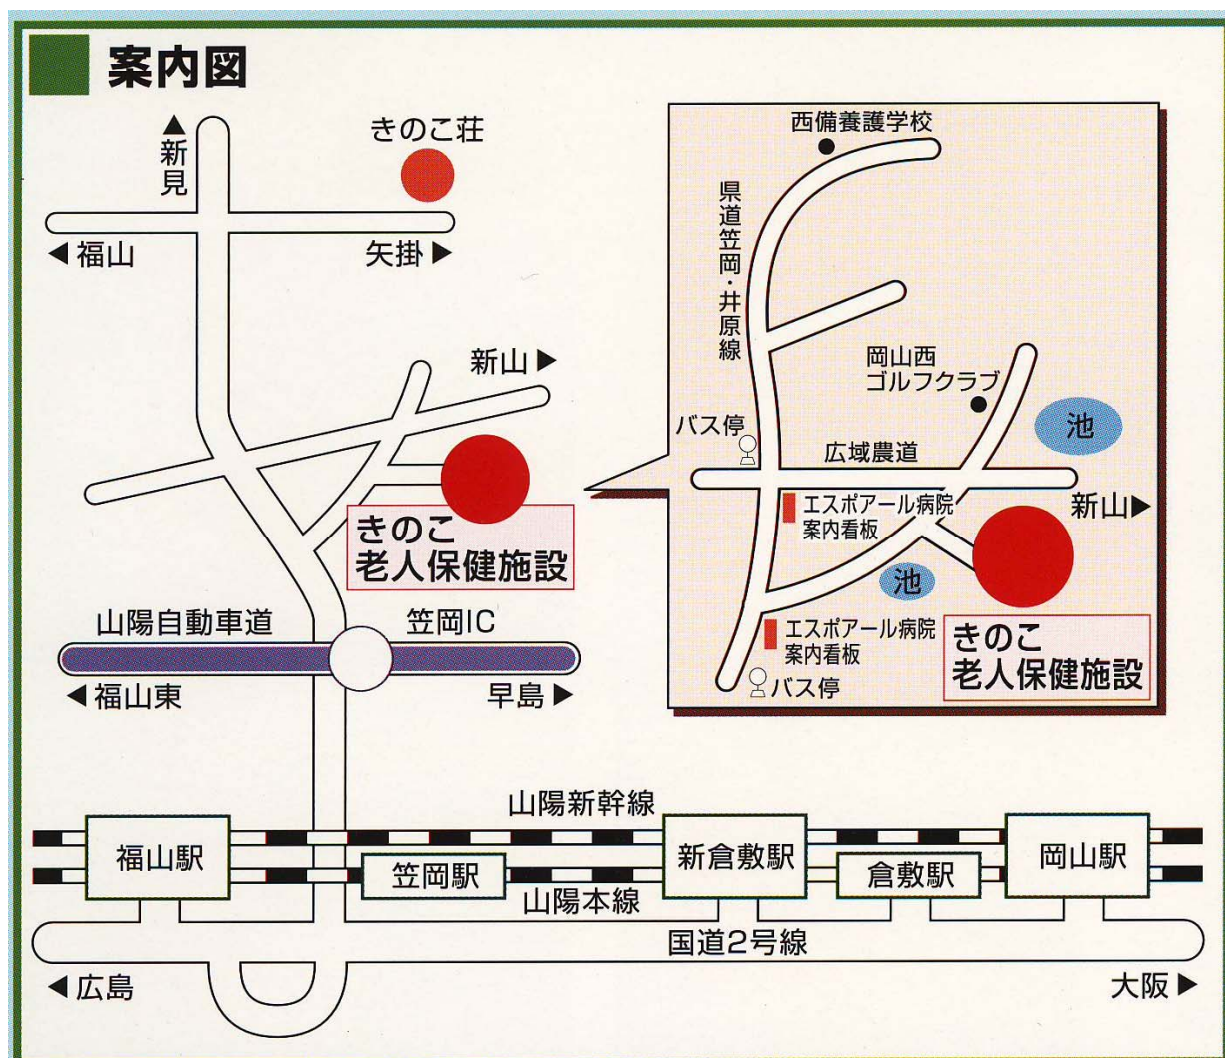 案内図
▲新見
きのこ荘
◀福山
矢掛▶
新山▶
きのこ
老人保健施設
山陽自動車道
笠岡IC
◀福山東
早島▶
西備養護学校
県道笠岡・井原線
岡山西
ゴルフクラブ
池
バス停
広域農道
新山▶
エスポアール病院
案内看板
池
エスポアール病院
案内看板
きのこ
老人保健施設
バス停
山陽新幹線
福山駅
笠岡駅
新倉敷駅
倉敷駅
岡山駅
山陽本線
国道2号線
◀広島
大阪▶